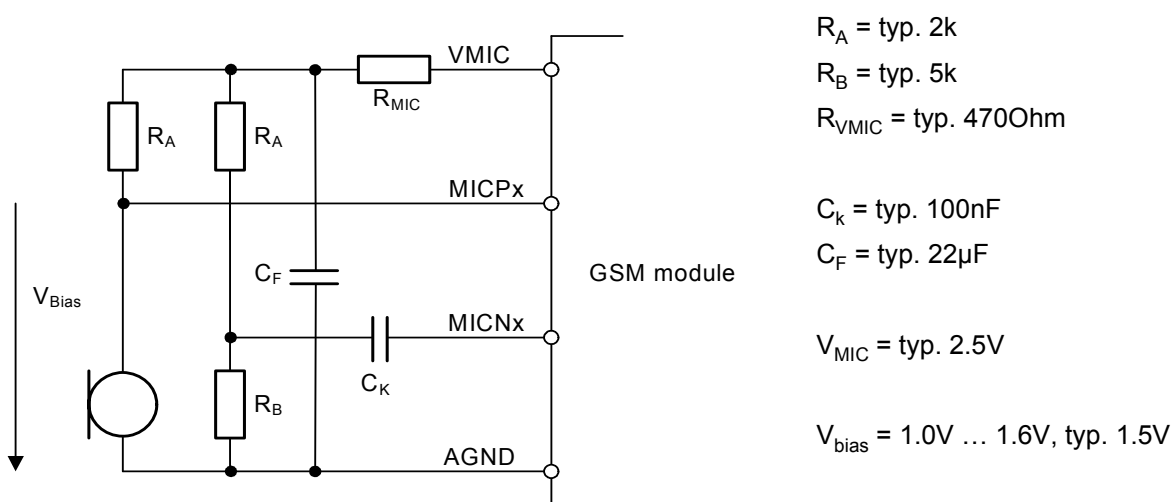 VMIC
R_MIC
R_A
R_A
MICPx
C_F
GSM module
V_Bias
MICNx
C_K
R_B
AGND
R_A = typ. 2k
R_B = typ. 5k
R_VMIC = typ. 470Ohm
C_k = typ. 100nF
C_F = typ. 22µF
V_MIC = typ. 2.5V
V_bias = 1.0V … 1.6V, typ. 1.5V